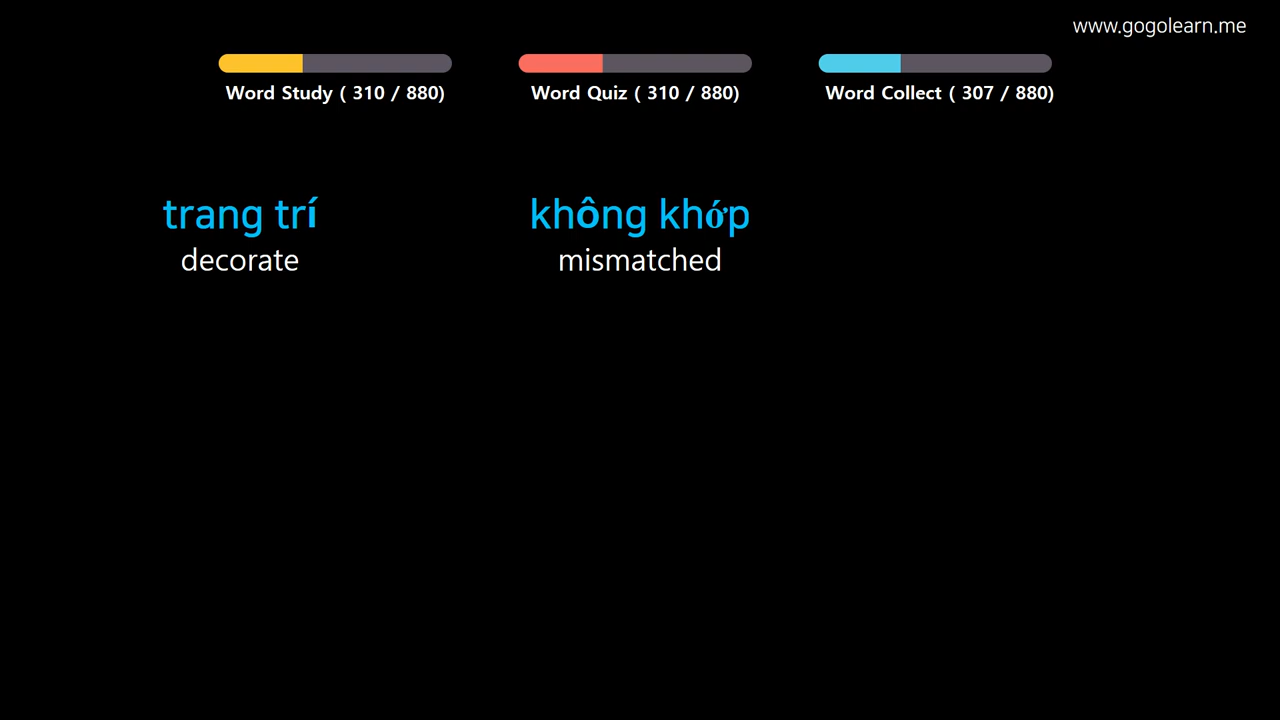 www.gogolearn.me
Word Study ( 310 / 880)
Word Quiz ( 310 / 880)
Word Collect ( 307 / 880)
trang trí
decorate
không khớp
mismatched